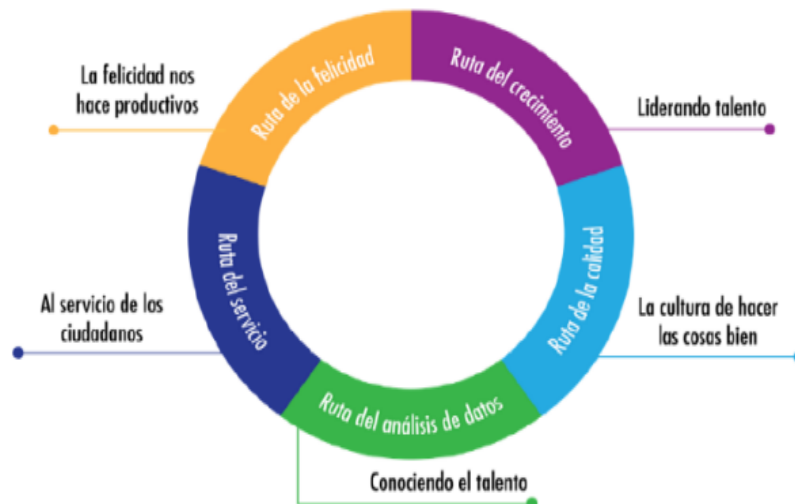 La felicidad nos
hace productivos
Ruta de la felicidad
Ruta del crecimiento
Liderando talento
Ruta del servicio
Al servicio de los
ciudadanos
Ruta de la calidad
La cultura de hacer
las cosas bien
Ruta del análisis de datos
Conociendo el talento